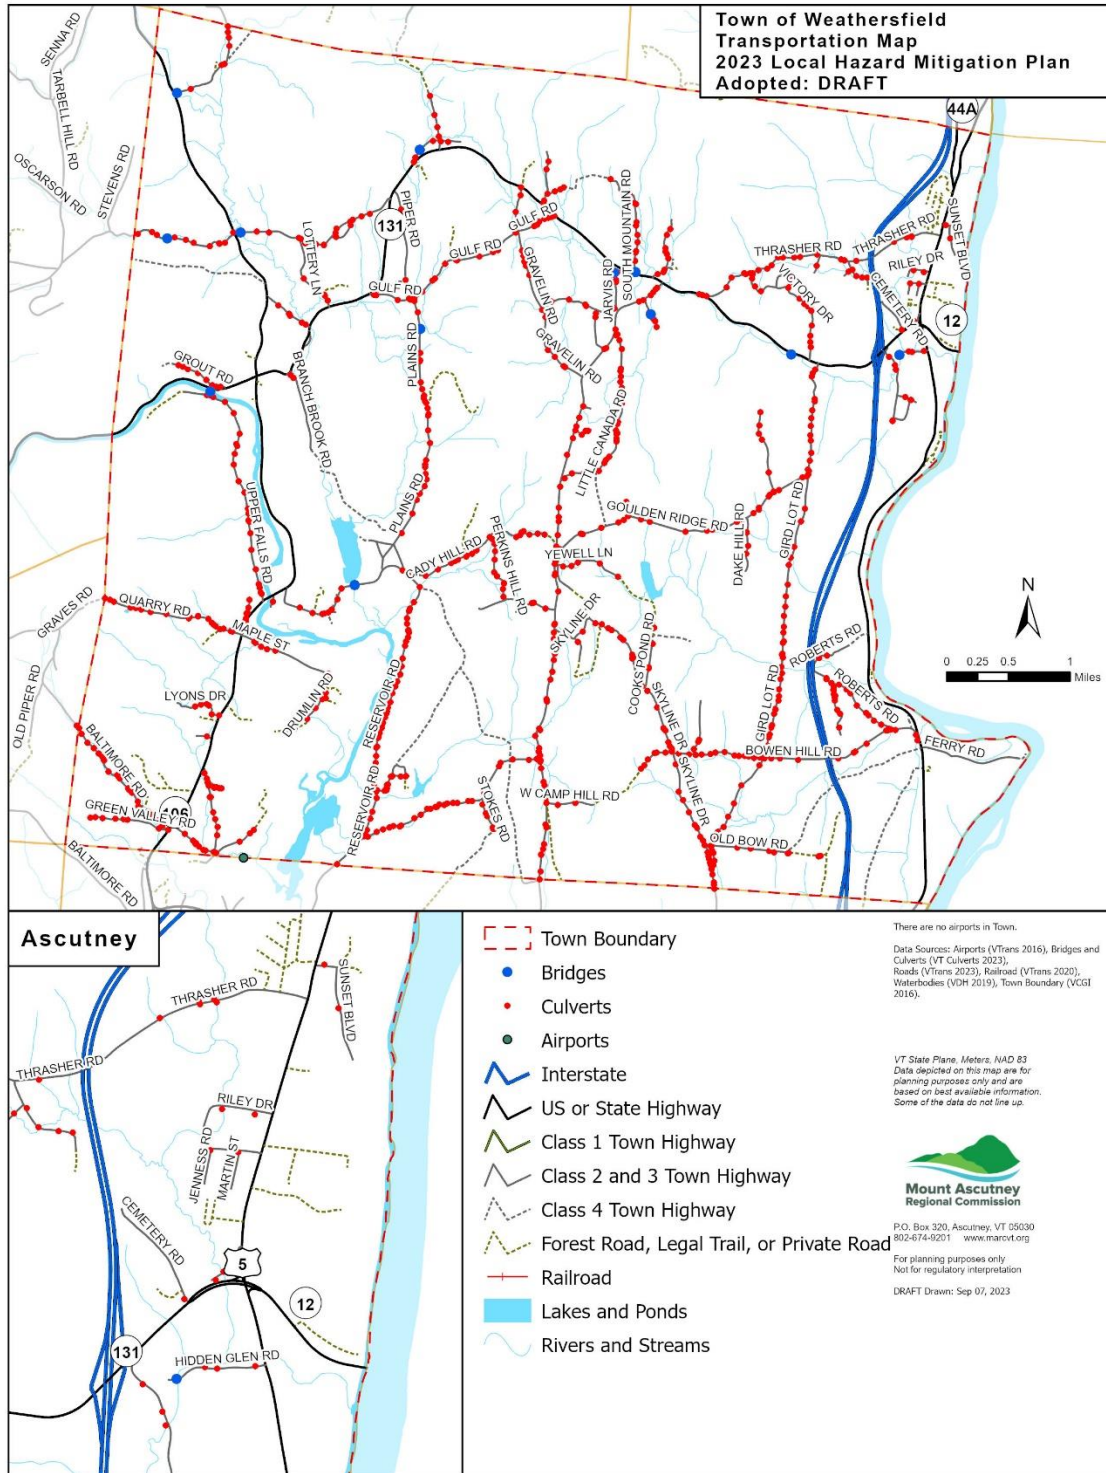 Town of Weathersfield
Transportation Map
2023 Local Hazard Mitigation Plan
Adopted: DRAFT
44A
SENNA RD
TARBELL HILL RD
OSCARSON RD
STEVENS RD
PIPER RD
131
LOTTERY LN
GULF RD
GULF RD
GULF RD
GRAVELIN RD
GRAVELIN RD
JARVIS RD
SOUTH MOUNTAIN RD
THRASHER RD
THRASHER RD
SUNSET BLVD
RILEY DR
VICTORY DR
CEMETERY RD
12
PLAINS RD
GROUT RD
BRANCH BROOK RD
LITTLE CANADA RD
UPPER FALLS RD
PLAINS RD
CADY HILL RD
PERKINS HILL RD
GOULDEN RIDGE RD
YEWELL LN
DAKE HILL RD
GIRD LOT RD
GRAVES RD
QUARRY RD
MAPLE ST
SKYLINE DR
COOKS POND RD
ROBERTS RD
N
0 0.25 0.5 1
Miles
OLD PIPER RD
LYONS DR
DRUMLIN RD
RESERVOIR RD
SKYLINE DR
GIRD LOT RD
ROBERTS RD
BOWEN HILL RD
FERRY RD
BALTIMORE RD
106
GREEN VALLEY RD
RESERVOIR RD
STOKES RD
W CAMP HILL RD
SKYLINE DR
OLD BOW RD
BALTIMORE RD
Ascutney
THRASHER RD
SUNSET BLVD
THRASHER RD
RILEY DR
JENNESS RD
MARTIN ST
CEMETERY RD
5
12
131
HIDDEN GLEN RD
Town Boundary
Bridges
Culverts
Airports
Interstate
US or State Highway
Class 1 Town Highway
Class 2 and 3 Town Highway
Class 4 Town Highway
Forest Road, Legal Trail, or Private Road
Railroad
Lakes and Ponds
Rivers and Streams
There are no airports in Town.
Data Sources: Airports (VTrans 2016), Bridges and
Culverts (VT Culverts 2023),
Roads (VTrans 2023), Railroad (VTrans 2020),
Waterbodies (VDH 2019), Town Boundary (VCGI
2016).
VT State Plane, Meters, NAD 83
Data depicted on this map are for
planning purposes only and are
based on best available information.
Some of the data do not line up.
Mount Ascutney
Regional Commission
P.O. Box 320, Ascutney, VT 05030
802-674-9201 www.marcvt.org
For planning purposes only
Not for regulatory interpretation
DRAFT Drawn: Sep 07, 2023